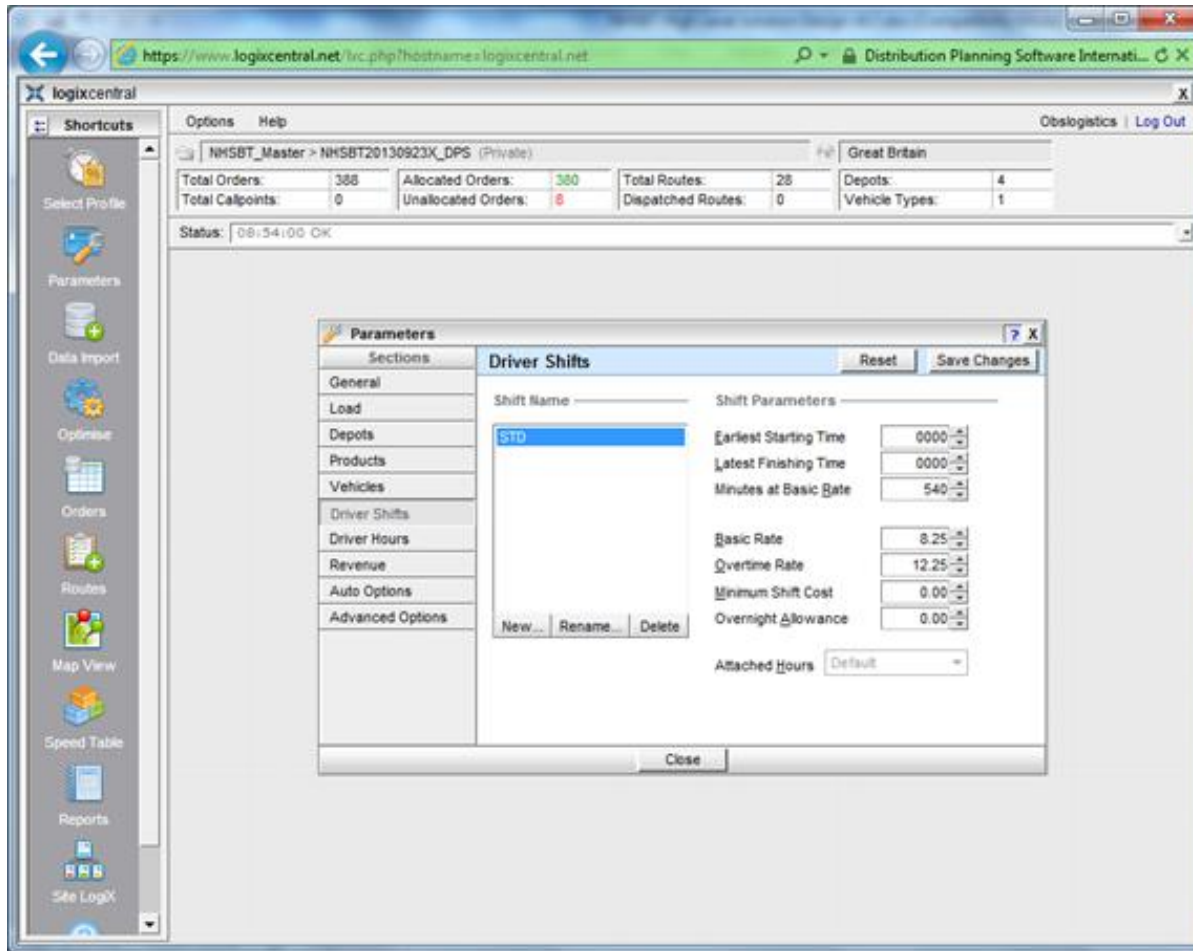 https://www.logixcentral.net/lxc.php?hostname=logixcentral.net
Distribution Planning Software Internati...
logixcentral
X
Shortcuts
Options Help
Obslogistics | Log Out
NHSBT_Master > NHSBT20130923X_DPS (Private)
Great Britain
Total Orders: 388 Allocated Orders: 380 Total Routes: 28 Depots: 4
Total Callpoints: 0 Unallocated Orders: 8 Dispatched Routes: 0 Vehicle Types: 1
Status: 08:54:00 OK
Select Profile
Parameters
Data Import
Optimise
Orders
Routes
Map View
Speed Table
Reports
Site LogiX
Parameters
? X
Sections
General
Load
Depots
Products
Vehicles
Driver Shifts
Driver Hours
Revenue
Auto Options
Advanced Options
Driver Shifts
Reset Save Changes
Shift Name
STD
New... Rename... Delete
Shift Parameters
Earliest Starting Time 0000
Latest Finishing Time 0000
Minutes at Basic Rate 540
Basic Rate 8.25
Overtime Rate 12.25
Minimum Shift Cost 0.00
Overnight Allowance 0.00
Attached Hours Default
Close